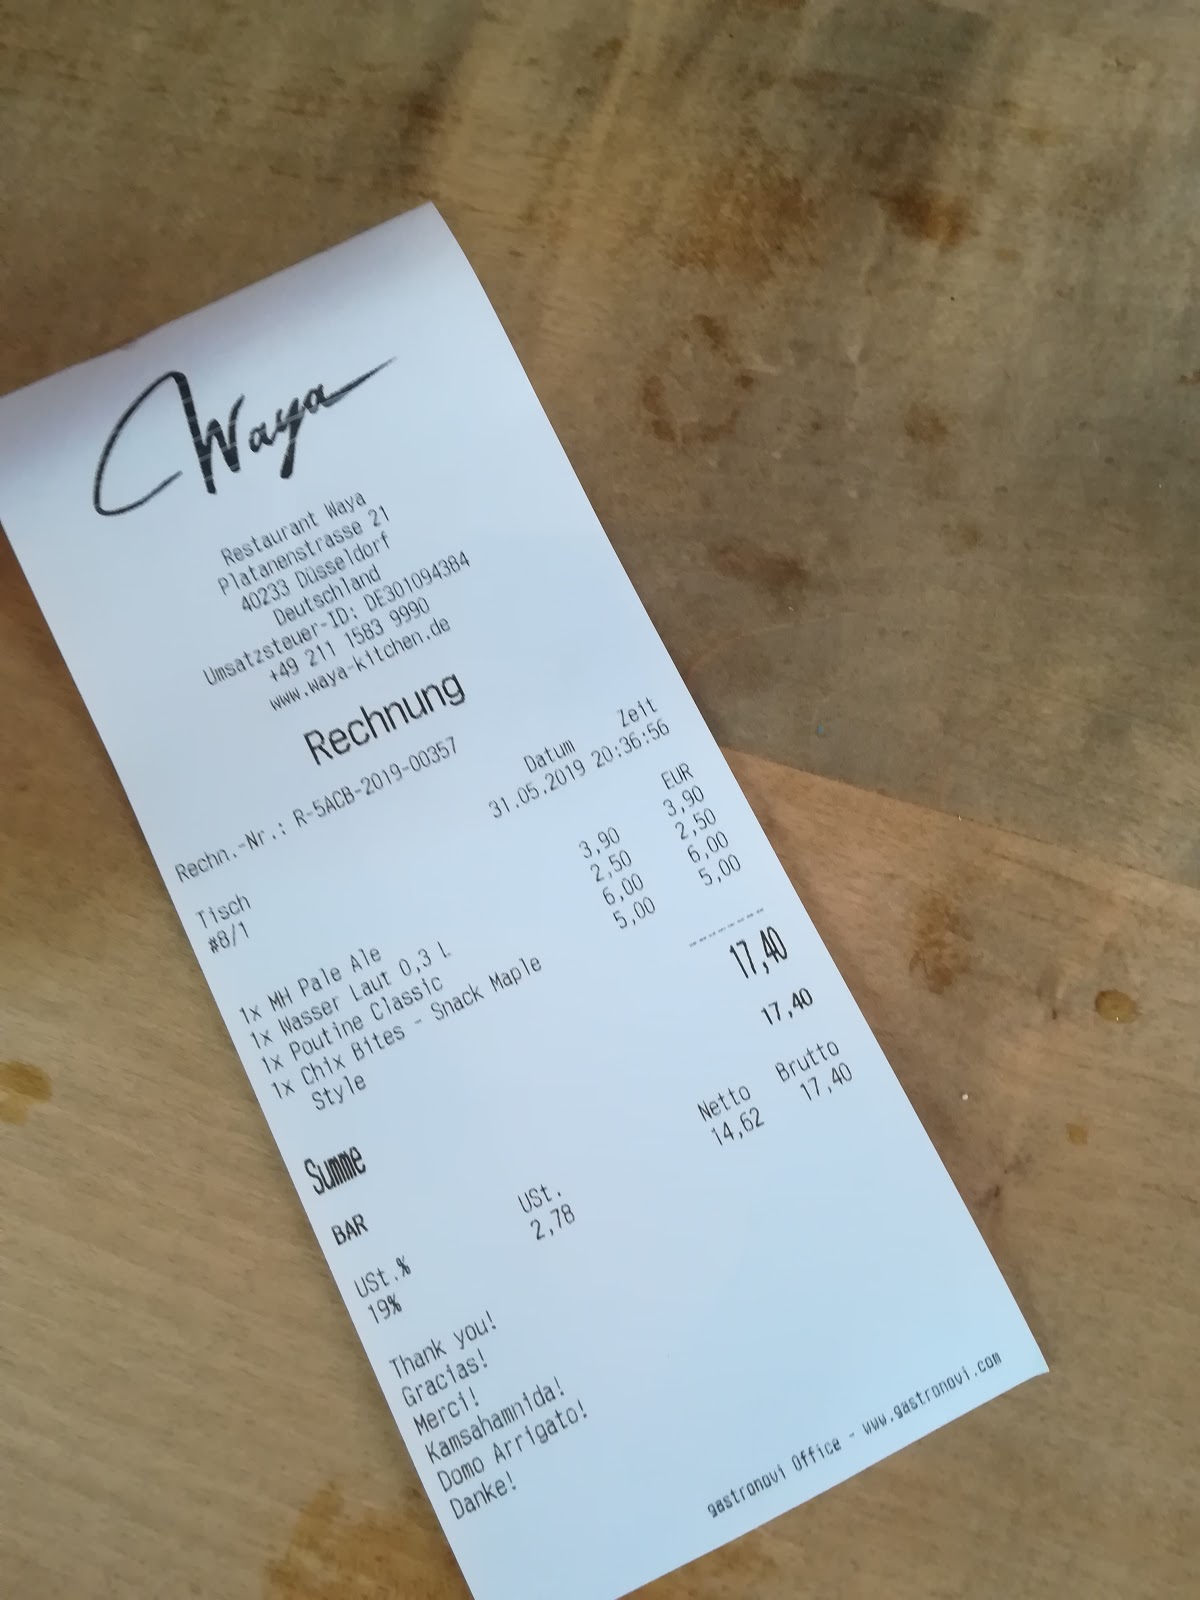 Waya
Restaurant Waya
Platanenstrasse 21
40233 Düsseldorf
Deutschland
Umsatzsteuer-ID: DE301094384
+49 211 1583 9990
www.waya-kitchen.de
Rechnung
Rechn.-Nr.: R-5ACB-2019-00357
Datum Zeit
31.05.2019 20:36:56
Tisch
#8/1
EUR
1x MH Pale Ale 3,90 3,90
1x Wasser Laut 0,3 L 2,50 2,50
1x Poutine Classic 6,00 6,00
1x Chix Bites - Snack Maple 5,00 5,00
Style
--------
Summe 17,40
BAR 17,40
USt.% USt. Netto Brutto
19% 2,78 14,62 17,40
Thank you!
Gracias!
Merci!
Kamsahamnida!
Domo Arrigato!
Danke!
gastronovi Office - www.gastronovi.com